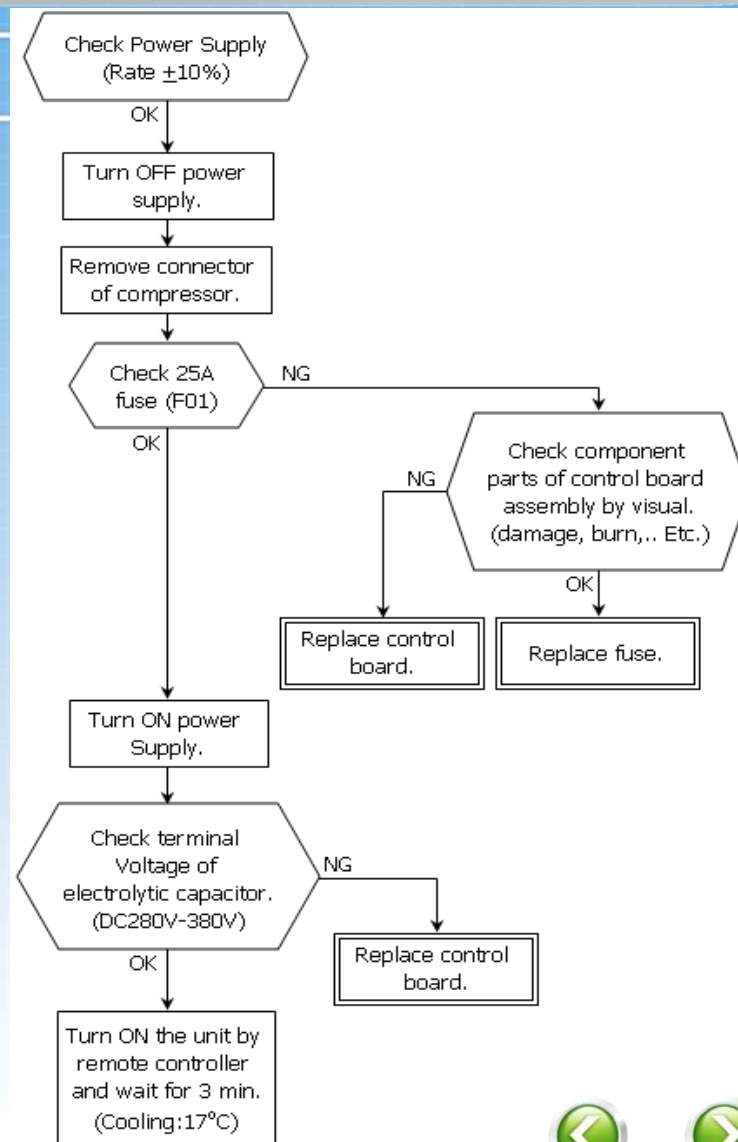 Check Power Supply
(Rate ±10%)
OK
Turn OFF power
supply.
Remove connector
of compressor.
Check 25A
fuse (F01)
NG
OK
Check component
parts of control board
assembly by visual.
(damage, burn,.. Etc.)
NG
OK
Replace control
board.
Replace fuse.
Turn ON power
Supply.
Check terminal
Voltage of
electrolytic capacitor.
(DC280V-380V)
NG
OK
Replace control
board.
Turn ON the unit by
remote controller
and wait for 3 min.
(Cooling:17°C)